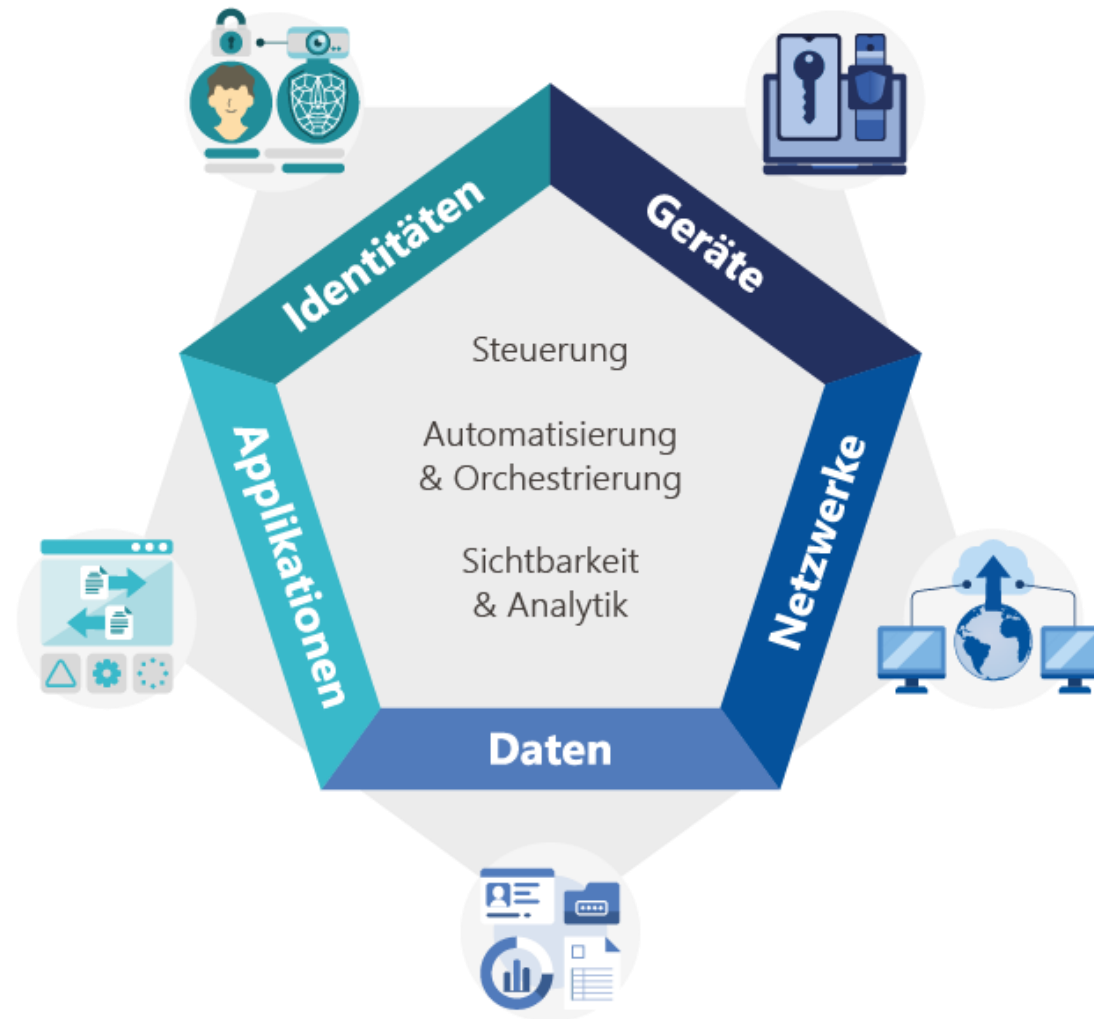 Identitäten
Geräte
Steuerung
Automatisierung
& Orchestrierung
Sichtbarkeit
& Analytik
Applikationen
Netzwerke
Daten